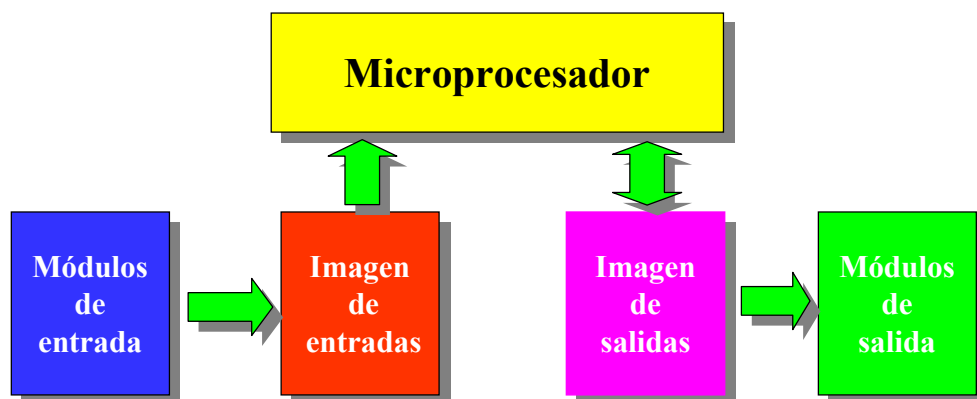 Microprocesador
Módulos
de
entrada
Imagen
de
entradas
Imagen
de
salidas
Módulos
de
salida